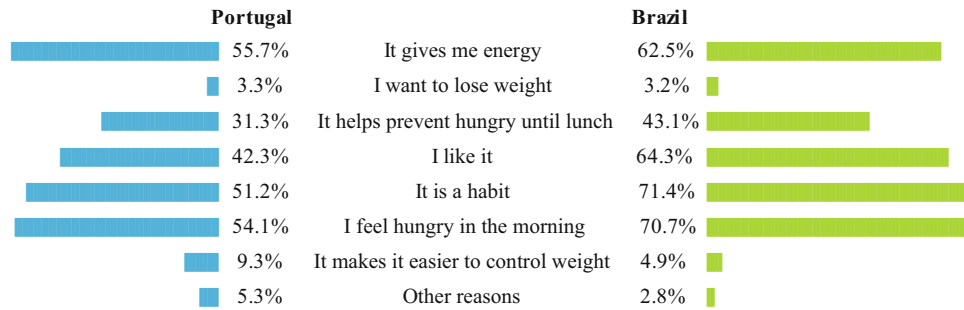 Portugal Brazil
55.7% It gives me energy 62.5%
3.3% I want to lose weight 3.2%
31.3% It helps prevent hungry until lunch 43.1%
42.3% I like it 64.3%
51.2% It is a habit 71.4%
54.1% I feel hungry in the morning 70.7%
9.3% It makes it easier to control weight 4.9%
5.3% Other reasons 2.8%